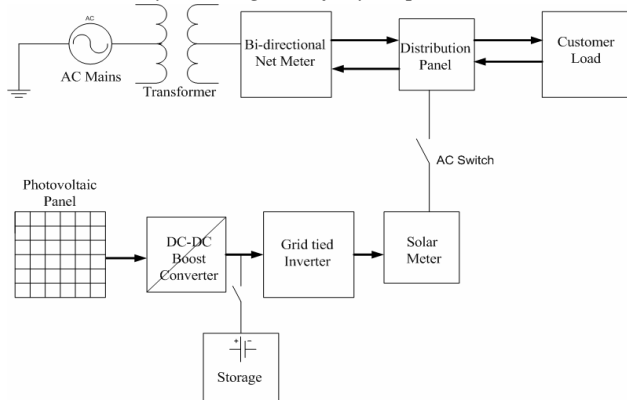 AC
AC Mains
Transformer
Bi-directional
Net Meter
Distribution
Panel
Customer
Load
AC Switch
Photovoltaic
Panel
DC-DC
Boost
Converter
Grid tied
Inverter
Solar
Meter
+ −
Storage